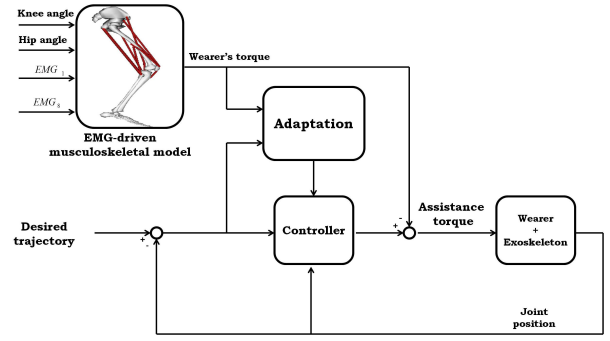 Knee angle
Hip angle
EMG 1
EMG 8
Wearer's torque
EMG-driven
musculoskeletal model
Adaptation
Desired
trajectory
+
-
Controller
-
+
Assistance
torque
Wearer
+
Exoskeleton
Joint
position